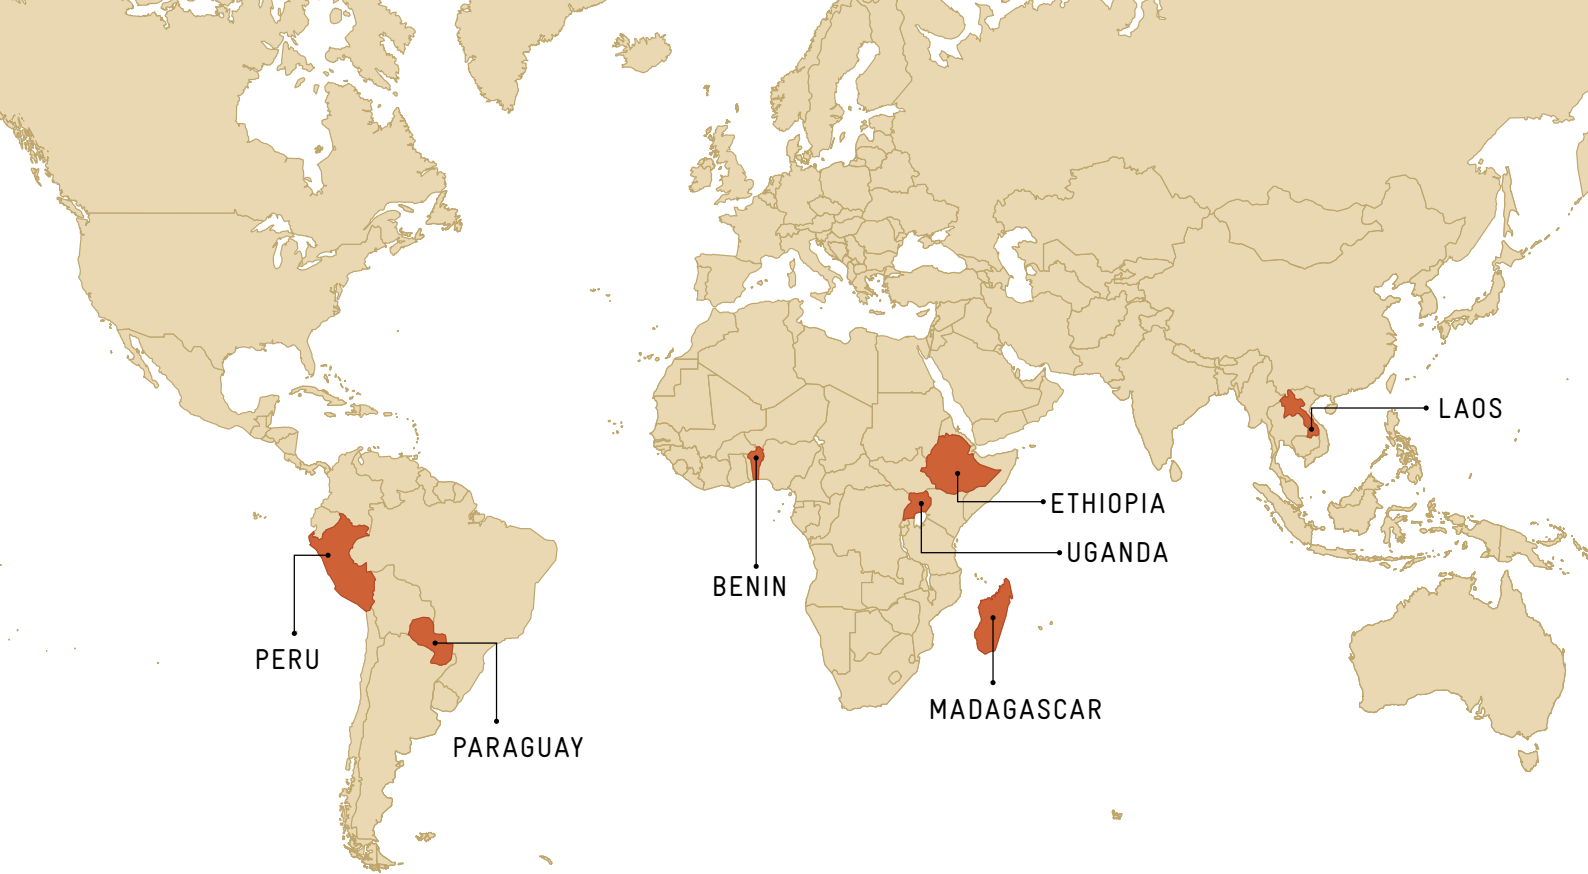 LAOS
ETHIOPIA
UGANDA
BENIN
PERU
MADAGASCAR
PARAGUAY